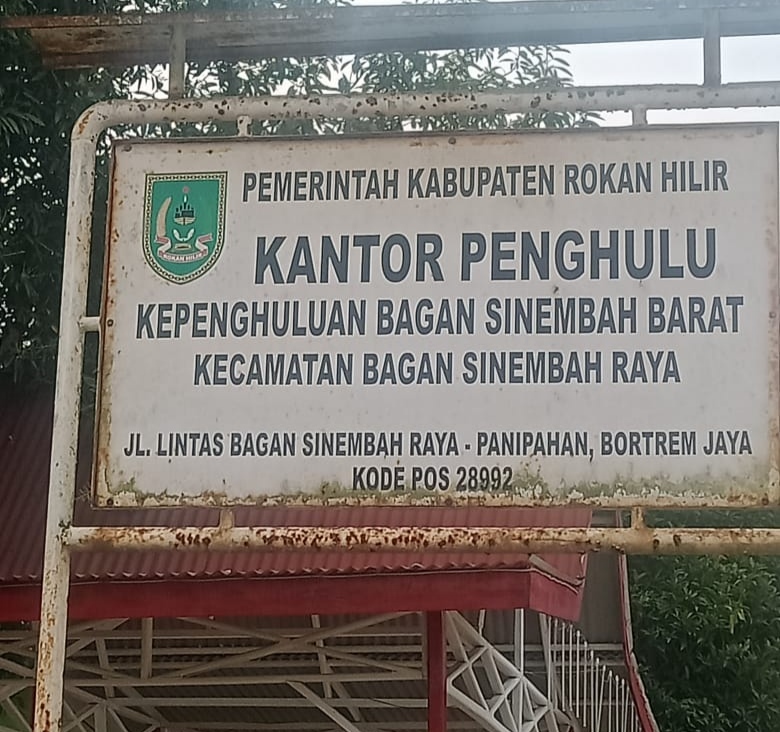 PEMERINTAH KABUPATEN ROKAN HILIR
KANTOR PENGHULU
KEPENGHULUAN BAGAN SINEMBAH BARAT
KECAMATAN BAGAN SINEMBAH RAYA
JL. LINTAS BAGAN SINEMBAH RAYA - PANIPAHAN, BORTREM JAYA
KODE POS 28992
ROKAN HILIR